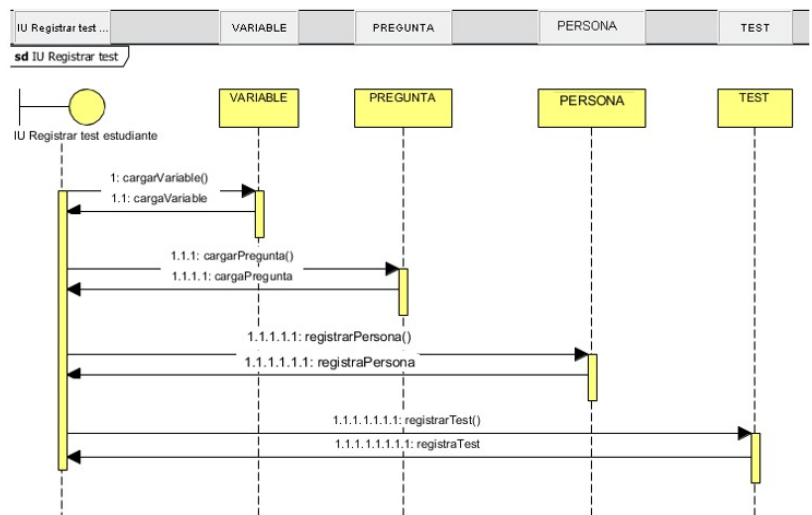 IU Registrar test ...
VARIABLE
PREGUNTA
PERSONA
TEST
sd IU Registrar test
VARIABLE
PREGUNTA
PERSONA
TEST
IU Registrar test estudiante
1: cargarVariable()
1.1: cargaVariable
1.1.1: cargarPregunta()
1.1.1.1: cargaPregunta
1.1.1.1.1: registrarPersona()
1.1.1.1.1.1: registraPersona
1.1.1.1.1.1.1: registrarTest()
1.1.1.1.1.1.1.1: registraTest